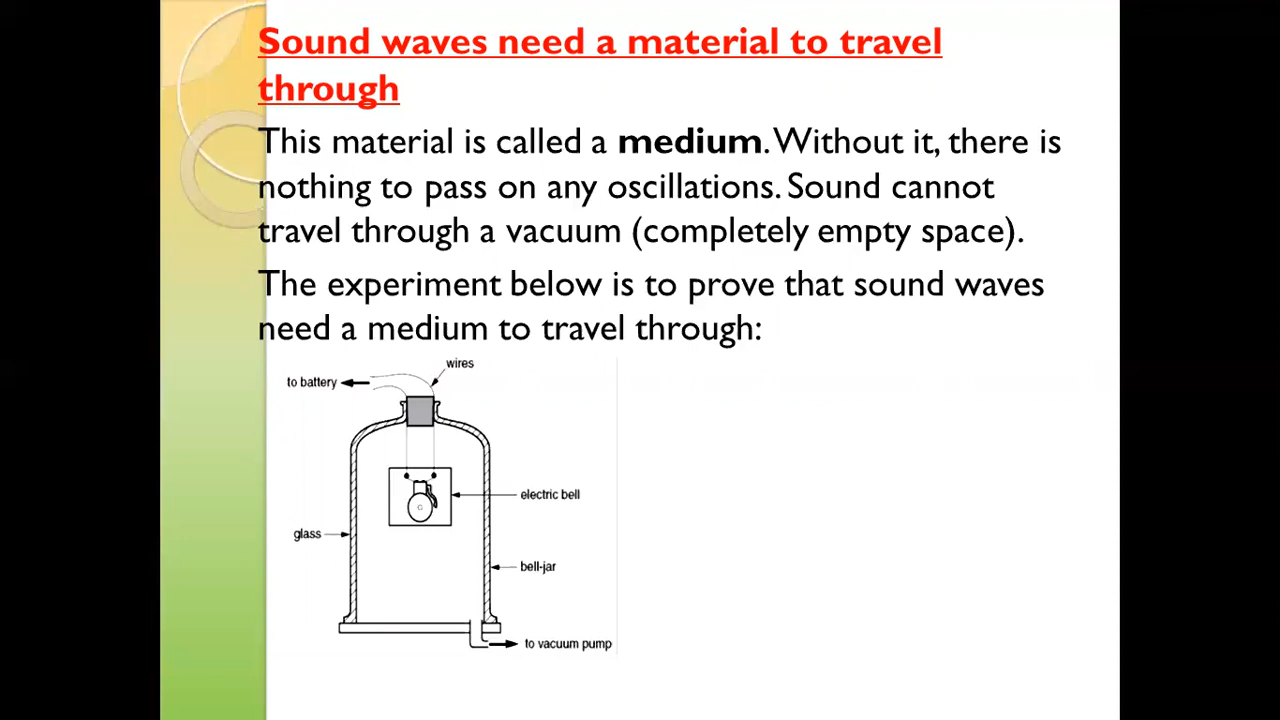 Sound waves need a material to travel
through
This material is called a medium. Without it, there is
nothing to pass on any oscillations. Sound cannot
travel through a vacuum (completely empty space).
The experiment below is to prove that sound waves
need a medium to travel through:
wires
to battery
electric bell
glass
bell-jar
to vacuum pump